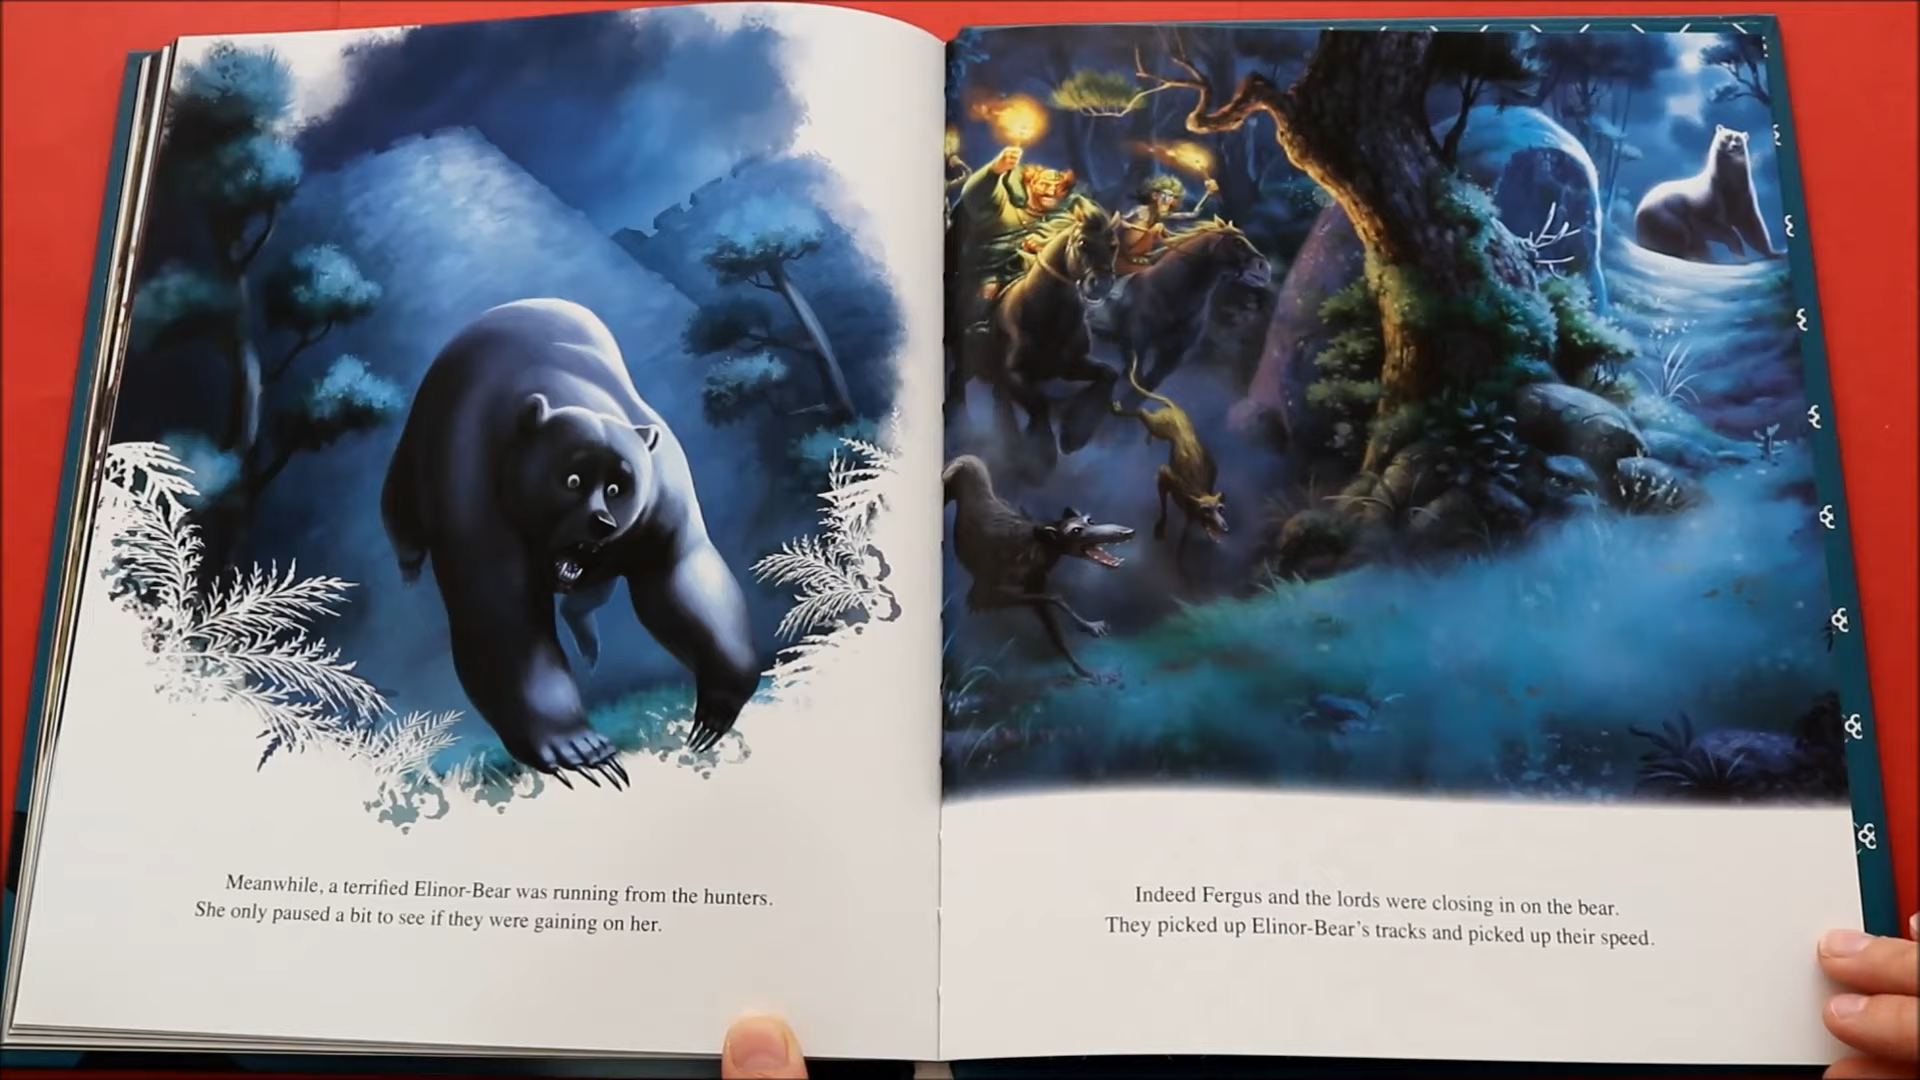 Meanwhile, a terrified Elinor-Bear was running from the hunters.
She only paused a bit to see if they were gaining on her.
Indeed Fergus and the lords were closing in on the bear.
They picked up Elinor-Bear's tracks and picked up their speed.